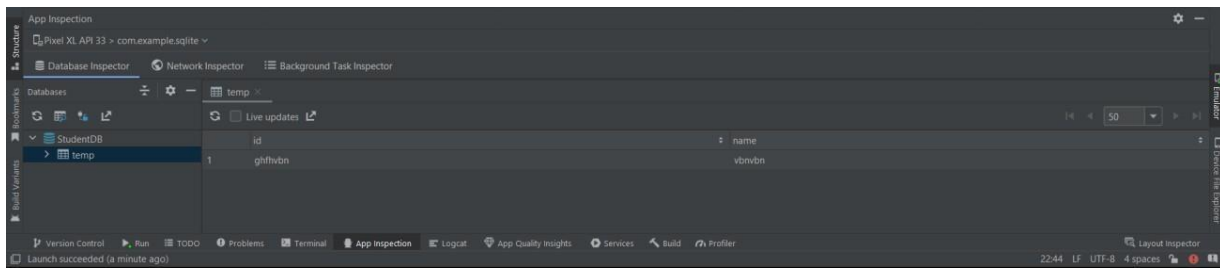 App Inspection
Pixel XL API 33 > com.example.sqlite
Database Inspector Network Inspector Background Task Inspector
Databases temp
Live updates 50
StudentDB id name
temp
1 ghfhvbn vbnvbn
Structure
Bookmarks
Build Variants
Emulator
Device File Explorer
Version Control Run TODO Problems Terminal App Inspection Logcat App Quality Insights Services Build Profiler Layout Inspector
Launch succeeded (a minute ago) 22:44 LF UTF-8 4 spaces